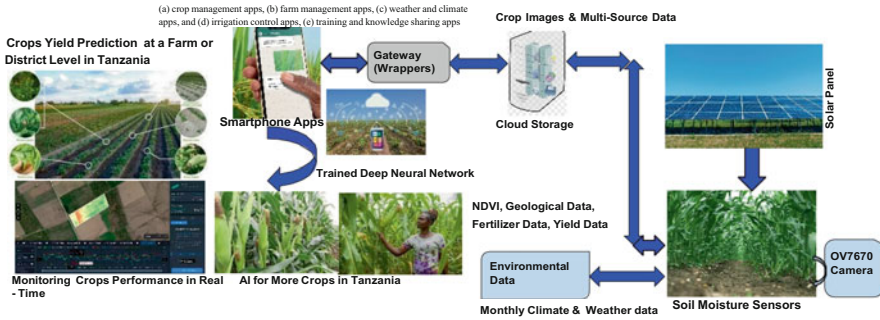 (a) crop management apps, (b) farm management apps, (c) weather and climate
apps, and (d) irrigation control apps, (e) training and knowledge sharing apps
Crop Images & Multi-Source Data
Crops Yield Prediction at a Farm or
District Level in Tanzania
Gateway
(Wrappers)
Smartphone Apps
Cloud Storage
Solar Panel
Trained Deep Neural Network
NDVI, Geological Data,
Fertilizer Data, Yield Data
Environmental
Data
OV7670
Camera
Monitoring Crops Performance in Real
- Time
AI for More Crops in Tanzania
Monthly Climate & Weather data
Soil Moisture Sensors